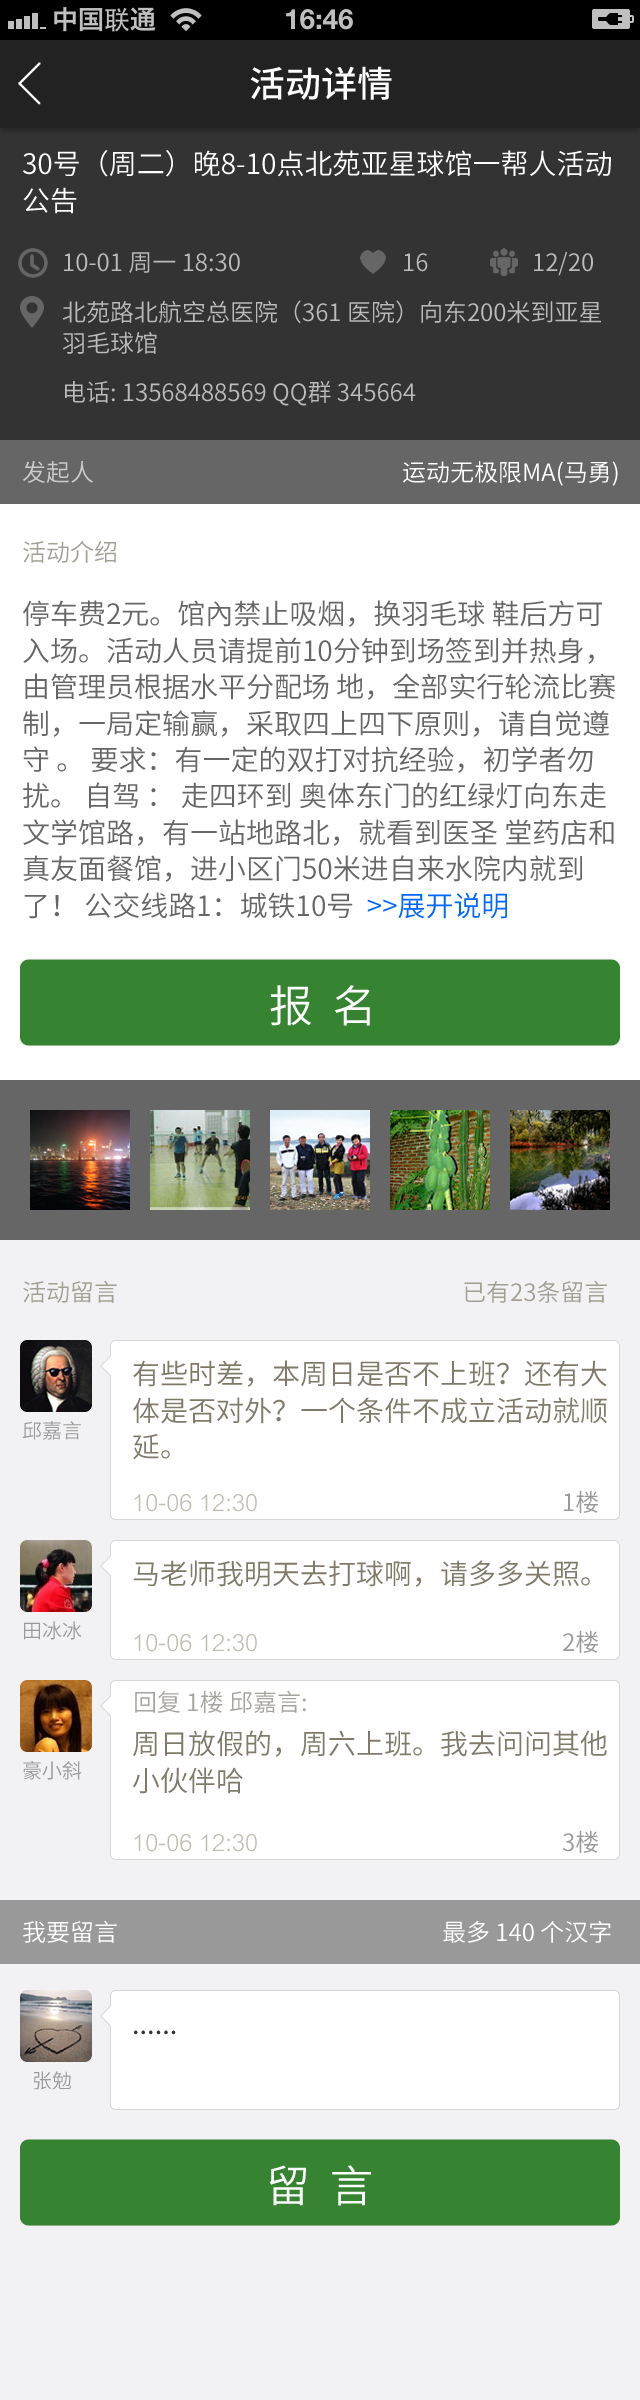 中国联通 16:46
活动详情
30号（周二）晚8-10点北苑亚星球馆一帮人活动
公告
10-01 周一 18:30 16 12/20
北苑路北航空总医院（361 医院）向东200米到亚星
羽毛球馆
电话: 13568488569 QQ群 345664
发起人 运动无极限MA(马勇)
活动介绍
停车费2元。馆內禁止吸烟，换羽毛球 鞋后方可
入场。活动人员请提前10分钟到场签到并热身，
由管理员根据水平分配场 地，全部实行轮流比赛
制，一局定输赢，采取四上四下原则，请自觉遵
守 。 要求：有一定的双打对抗经验，初学者勿
扰。 自驾 ： 走四环到 奥体东门的红绿灯向东走
文学馆路，有一站地路北，就看到医圣 堂药店和
真友面餐馆，进小区门50米进自来水院内就到
了！ 公交线路1：城铁10号 >>展开说明
报 名
活动留言 已有23条留言
有些时差，本周日是否不上班？还有大
体是否对外？一个条件不成立活动就顺
延。
邱嘉言
10-06 12:30 1楼
马老师我明天去打球啊，请多多关照。
田冰冰
10-06 12:30 2楼
回复 1楼 邱嘉言:
周日放假的，周六上班。我去问问其他
小伙伴哈
豪小斜
10-06 12:30 3楼
我要留言 最多 140 个汉字
......
张勉
留 言